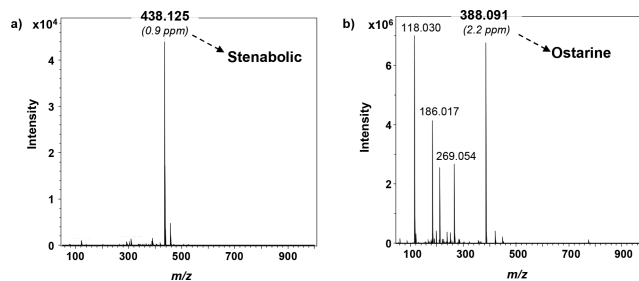 a) x10⁴
438.125
(0.9 ppm)
Stenabolic
4
3
2
1
0
Intensity
100 300 500 700 900
m/z
b) x10⁶
388.091
(2.2 ppm)
Ostarine
118.030
186.017
269.054
6
4
2
0
Intensity
100 300 500 700 900
m/z